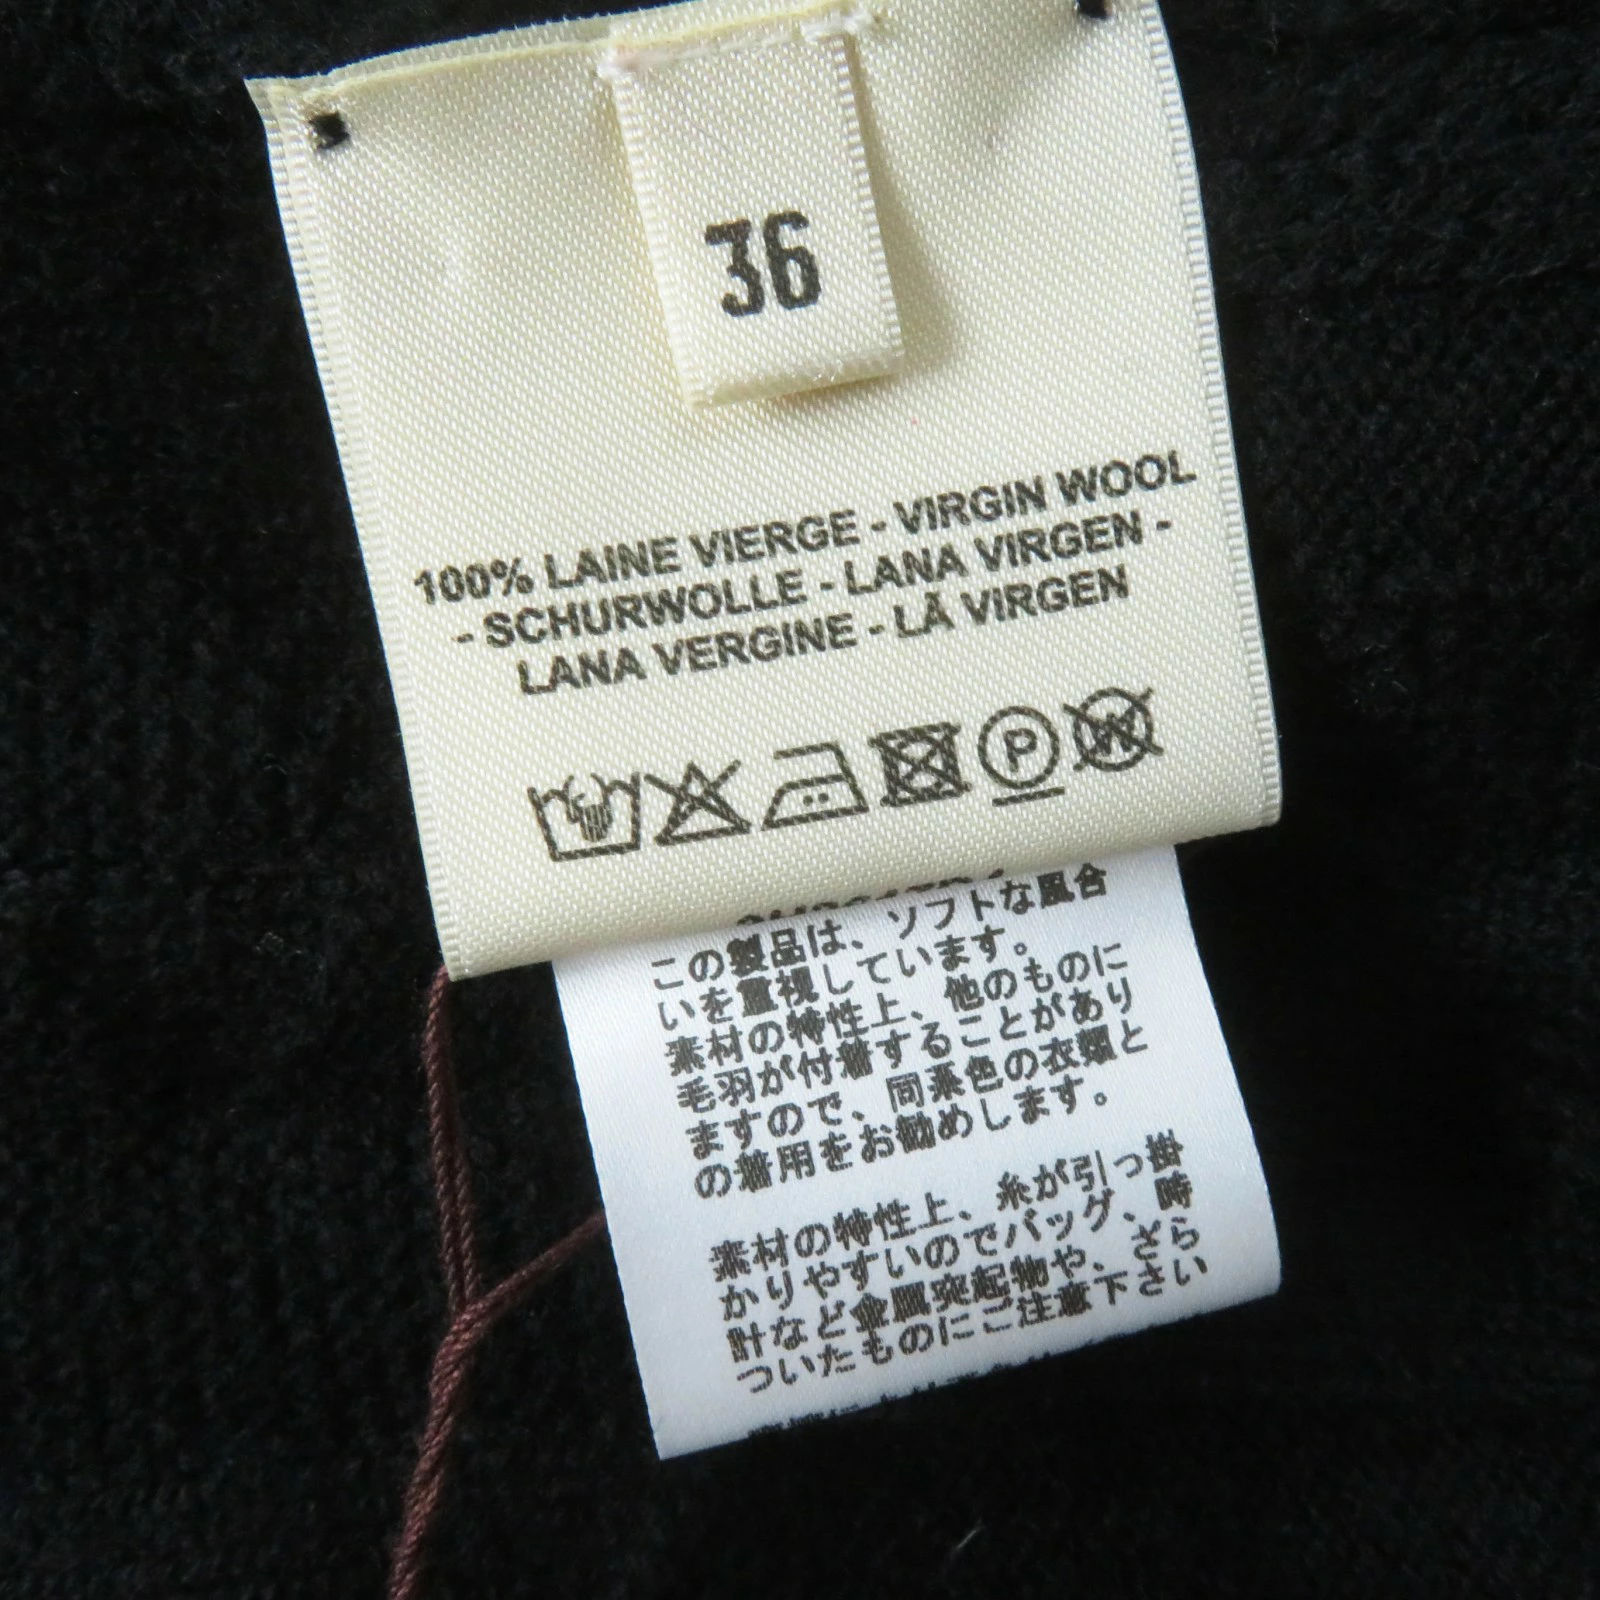 36
100% LAINE VIERGE - VIRGIN WOOL
- SCHURWOLLE - LANA VIRGEN -
LANA VERGINE - LÃ VIRGEN
P
W
この製品は、ソフトな風合
いを重視しています。
素材の特性上、他のものに
毛羽が付着することがあり
ますので、同系色の衣類と
の着用をお勧めします。
素材の特性上、糸が引っ掛
かりやすいのでバッグ、時
計など金属突起物や、ざら
ついたものにご注意下さい